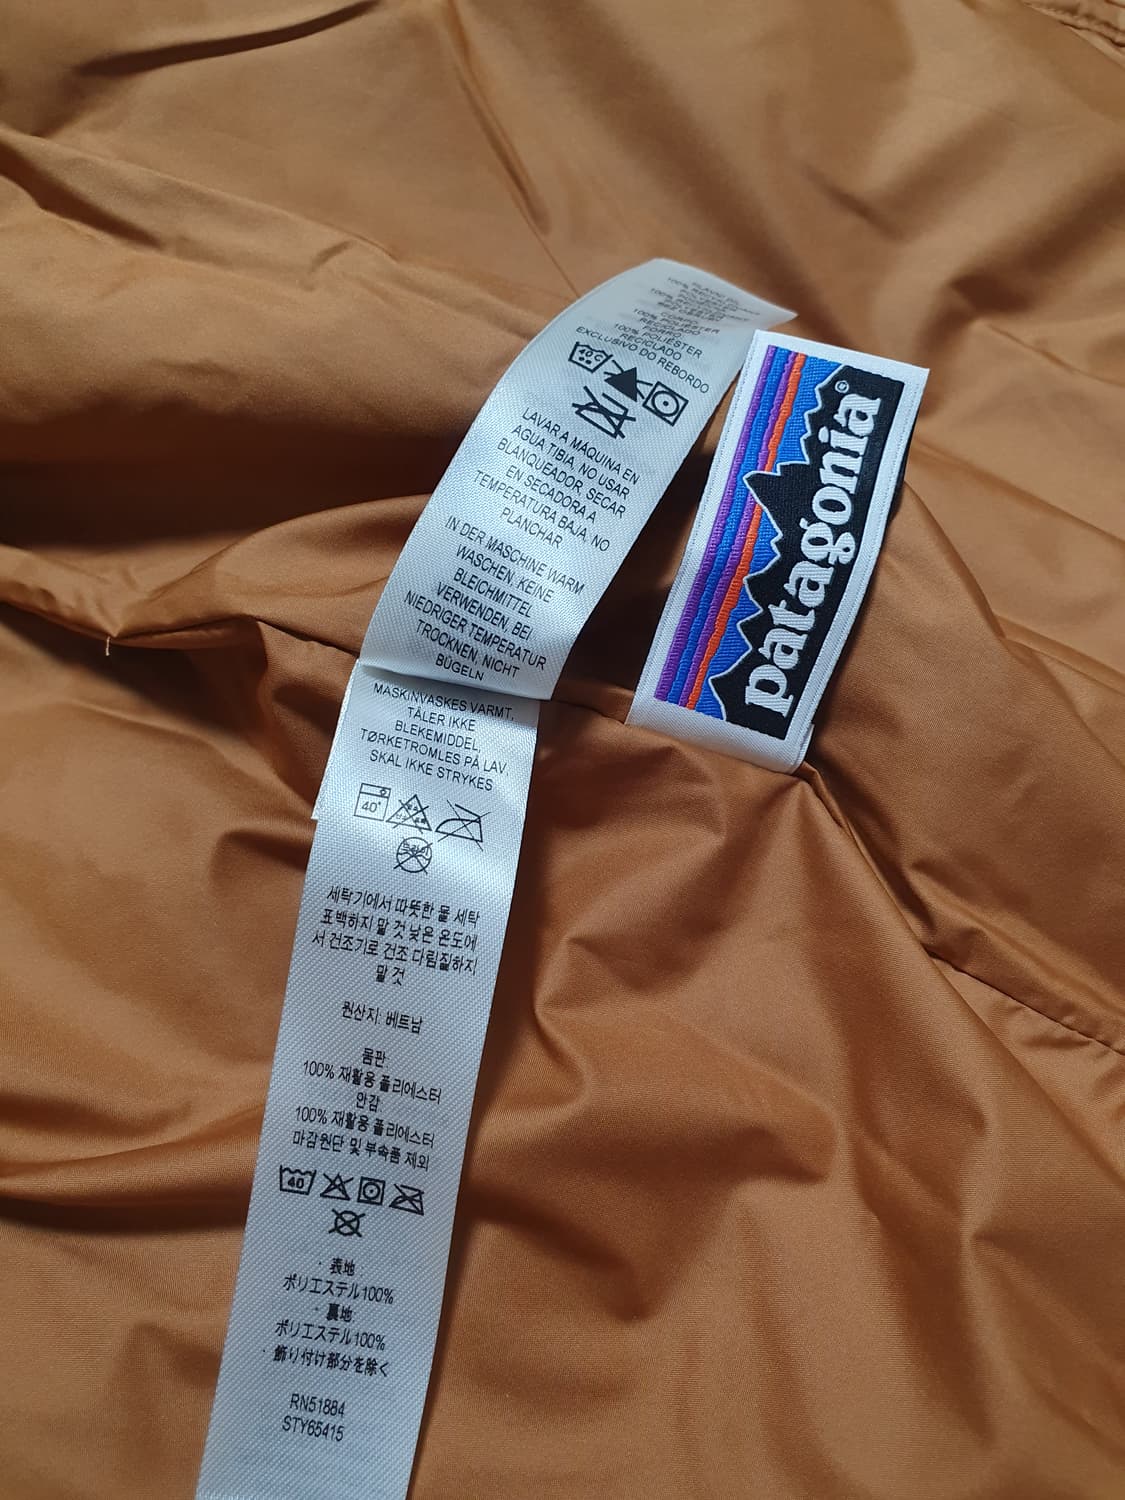 100% POLIÉSTER
RECICLADO
FORRO
100% POLIÉSTER
RECICLADO
EXCLUSIVO DO REBORDO
40C
LAVAR A MÁQUINA EN
AGUA TIBIA, NO USAR
BLANQUEADOR, SECAR
EN SECADORA A
TEMPERATURA BAJA, NO
PLANCHAR
IN DER MASCHINE WARM
WASCHEN. KEINE
BLEICHMITTEL
VERWENDEN, BEI
NIEDRIGER TEMPERATUR
TROCKNEN, NICHT
BÜGELN
MASKINVASKES VARMT,
TÅLER IKKE
BLEKEMIDDEL,
TØRKETROMLES PÅ LAV,
SKAL IKKE STRYKES
40°
세탁기에서 따뜻한 물 세탁
표백하지 말 것 낮은 온도에
서 건조기로 건조 다림질하지
말 것
원산지: 베트남
몸판
100% 재활용 폴리에스터
안감:
100% 재활용 폴리에스터
마감원단 및 부속품 제외
40
· 表地
ポリエステル100%
· 裏地:
ポリエステル100%
· 飾り付け部分を除く
RN51884
STY65415
patagonia®